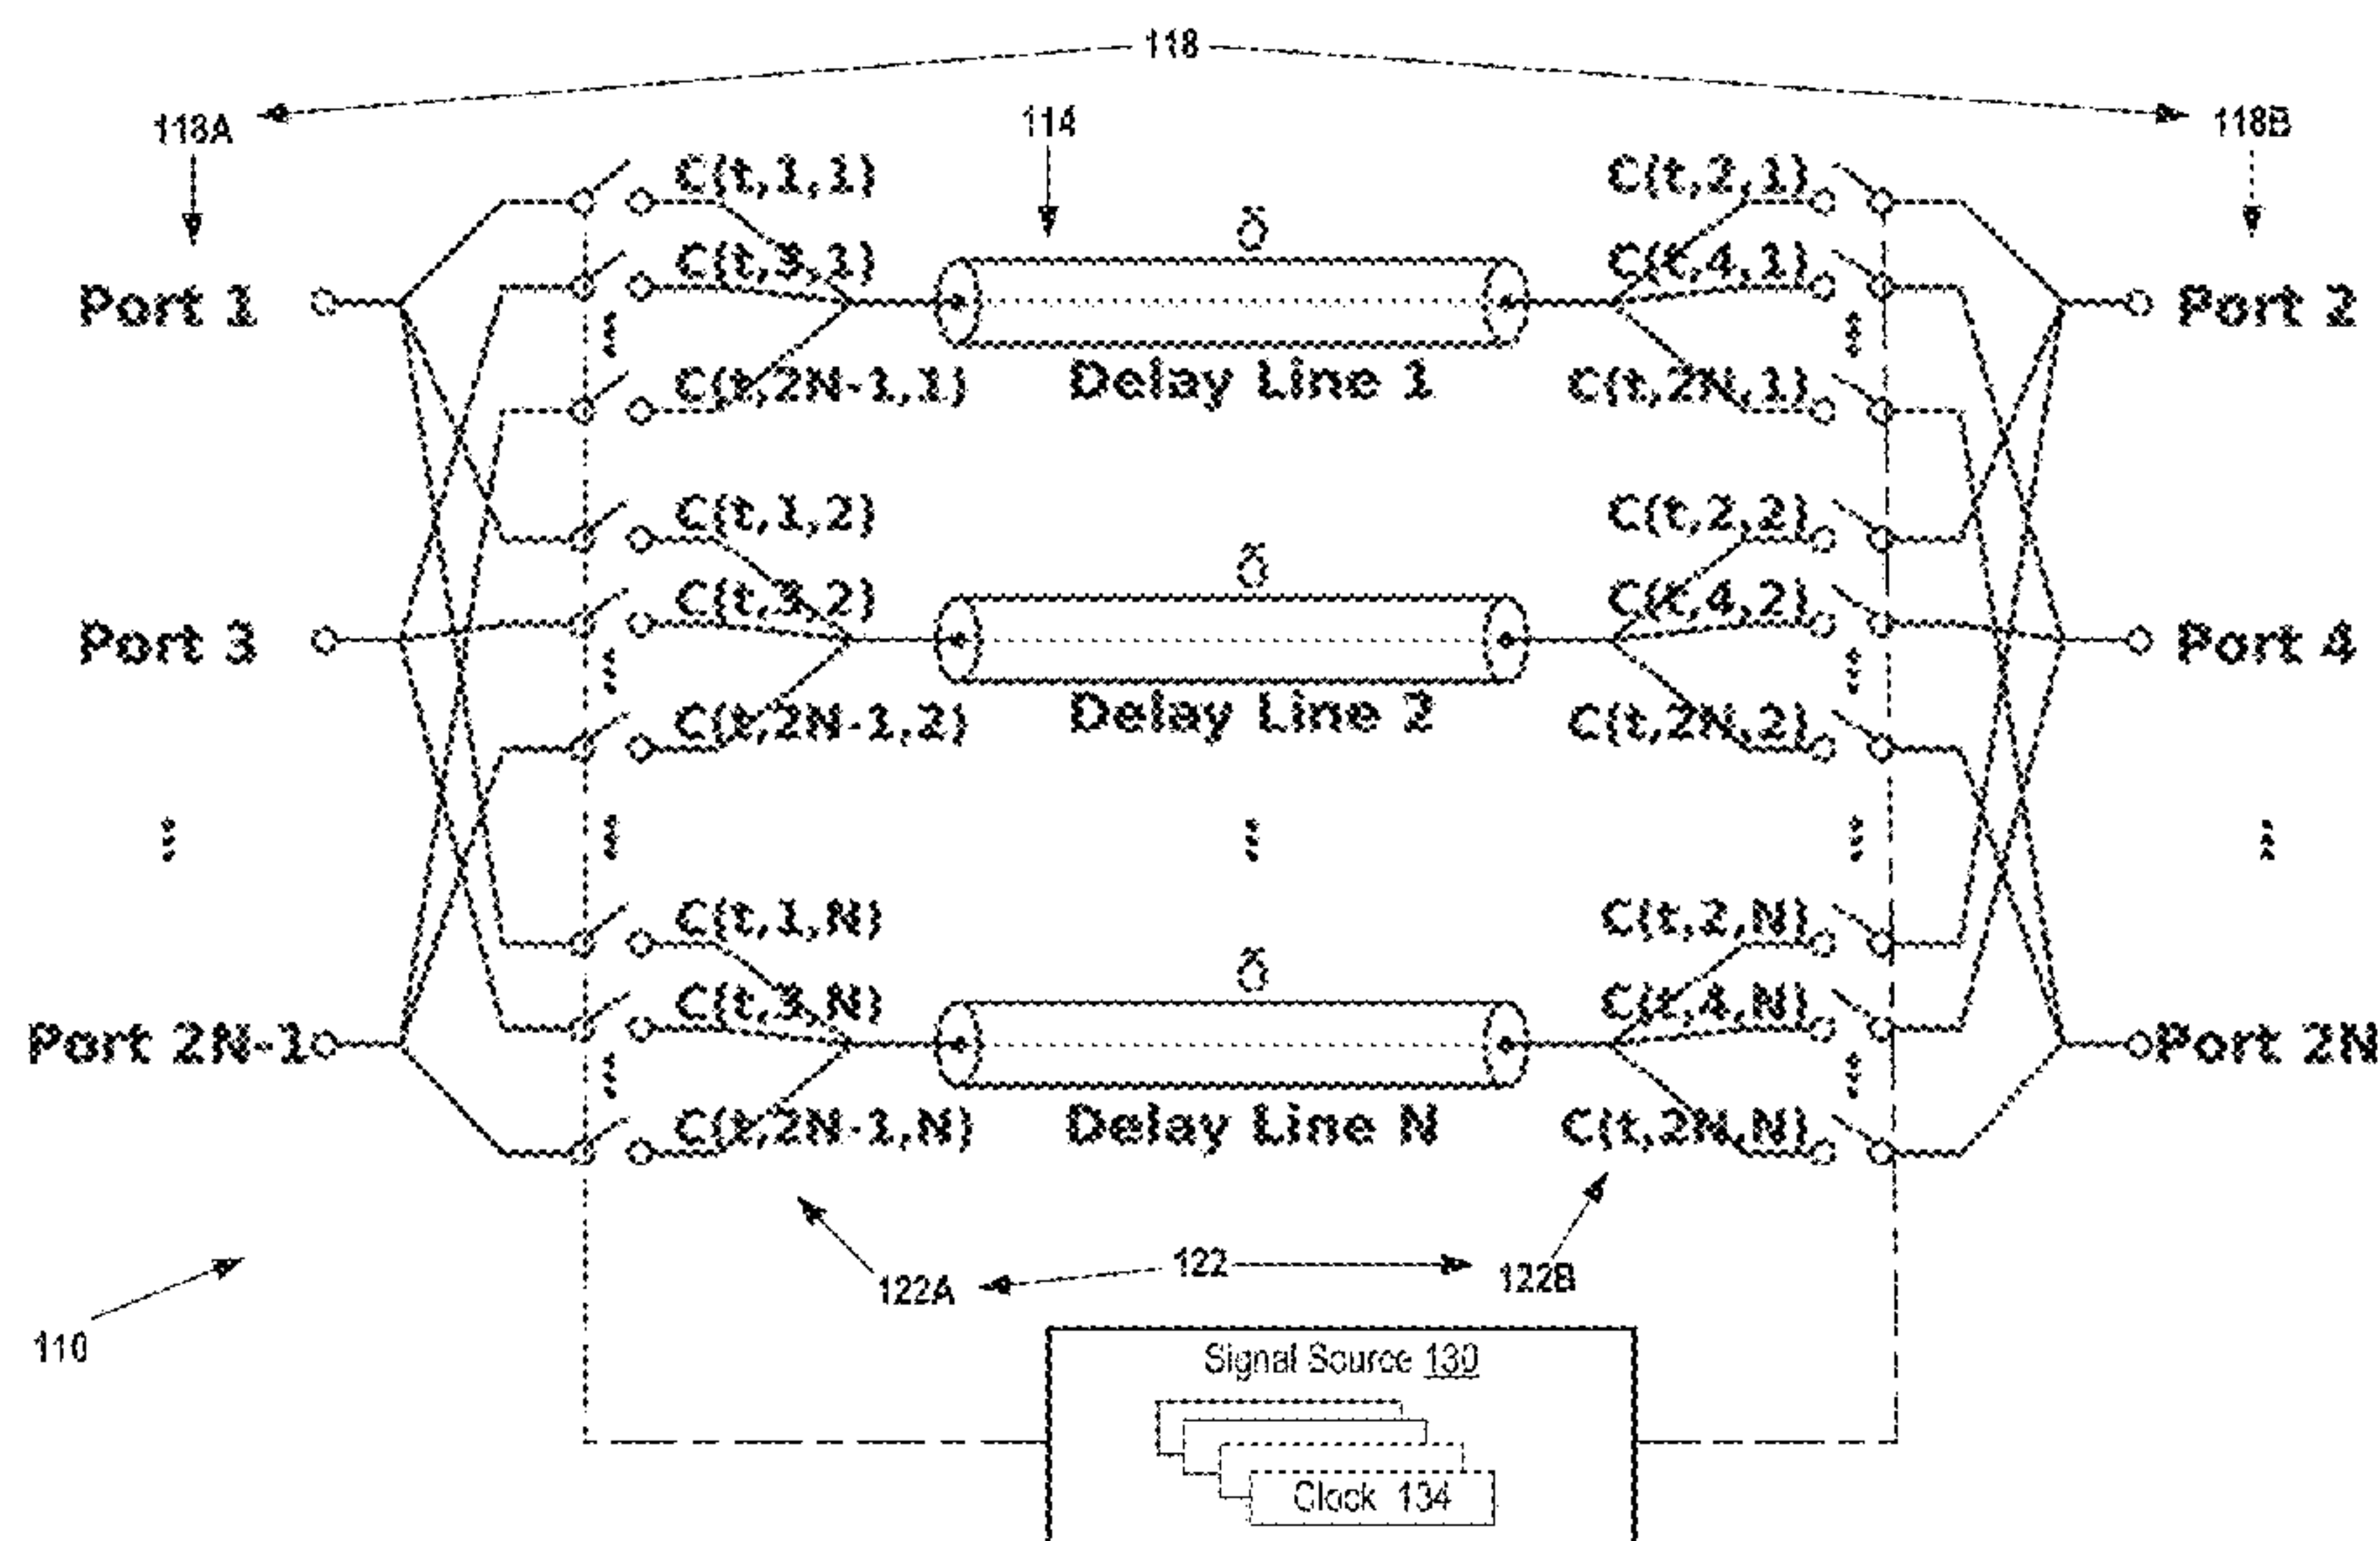 118
118A
114
118B
C(t,1,1)
C(t,2,1)
δ
C(t,3,1)
C(t,4,1)
Port 1
Port 2
C(t,2N-1,1)
Delay Line 1
C(t,2N,1)
C(t,1,2)
C(t,2,2)
δ
C(t,3,2)
C(t,4,2)
Port 3
Port 4
C(t,2N-1,2)
Delay Line 2
C(t,2N,2)
C(t,1,N)
C(t,2,N)
δ
C(t,3,N)
C(t,4,N)
Port 2N-1
Port 2N
C(t,2N-1,N)
Delay Line N
C(t,2N,N)
122A
122
122B
110
Signal Source 130
Clock 134